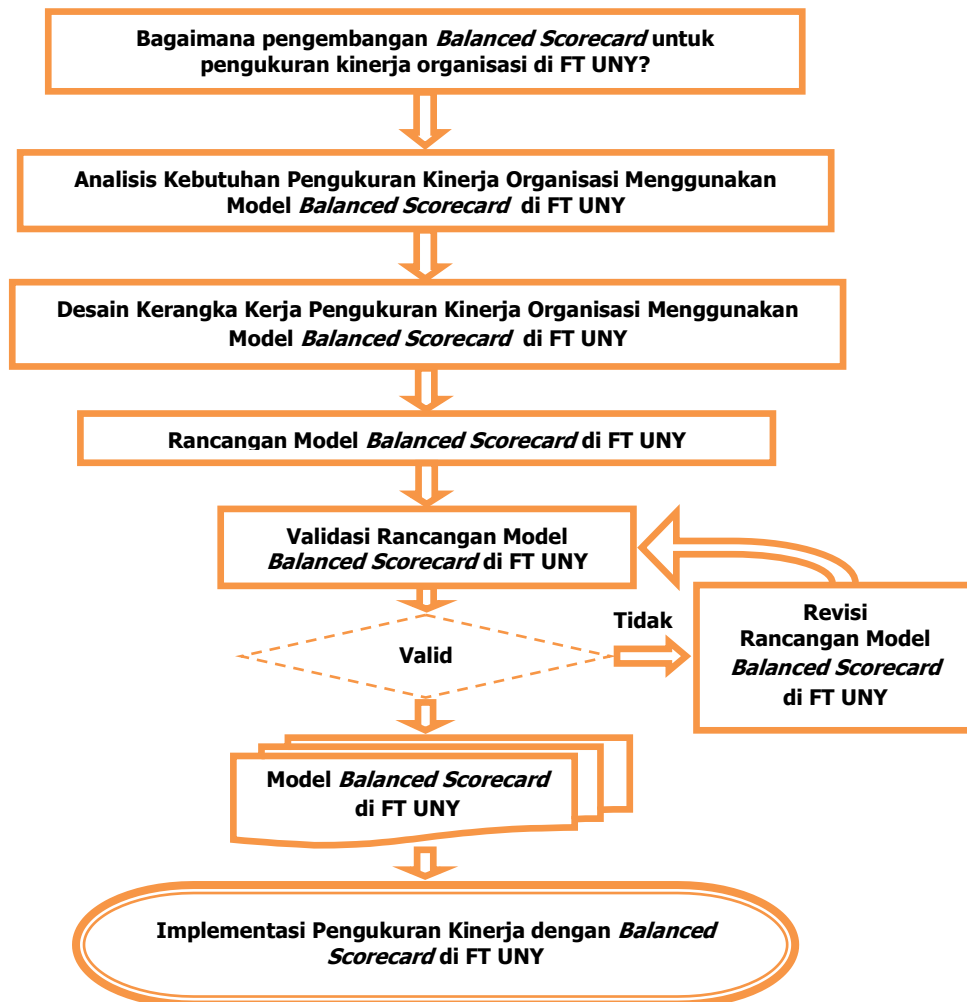 Bagaimana pengembangan Balanced Scorecard untuk
pengukuran kinerja organisasi di FT UNY?
Analisis Kebutuhan Pengukuran Kinerja Organisasi Menggunakan
Model Balanced Scorecard di FT UNY
Desain Kerangka Kerja Pengukuran Kinerja Organisasi Menggunakan
Model Balanced Scorecard di FT UNY
Rancangan Model Balanced Scorecard di FT UNY
Validasi Rancangan Model
Balanced Scorecard di FT UNY
Valid
Tidak
Revisi
Rancangan Model
Balanced Scorecard
di FT UNY
Model Balanced Scorecard
di FT UNY
Implementasi Pengukuran Kinerja dengan Balanced
Scorecard di FT UNY